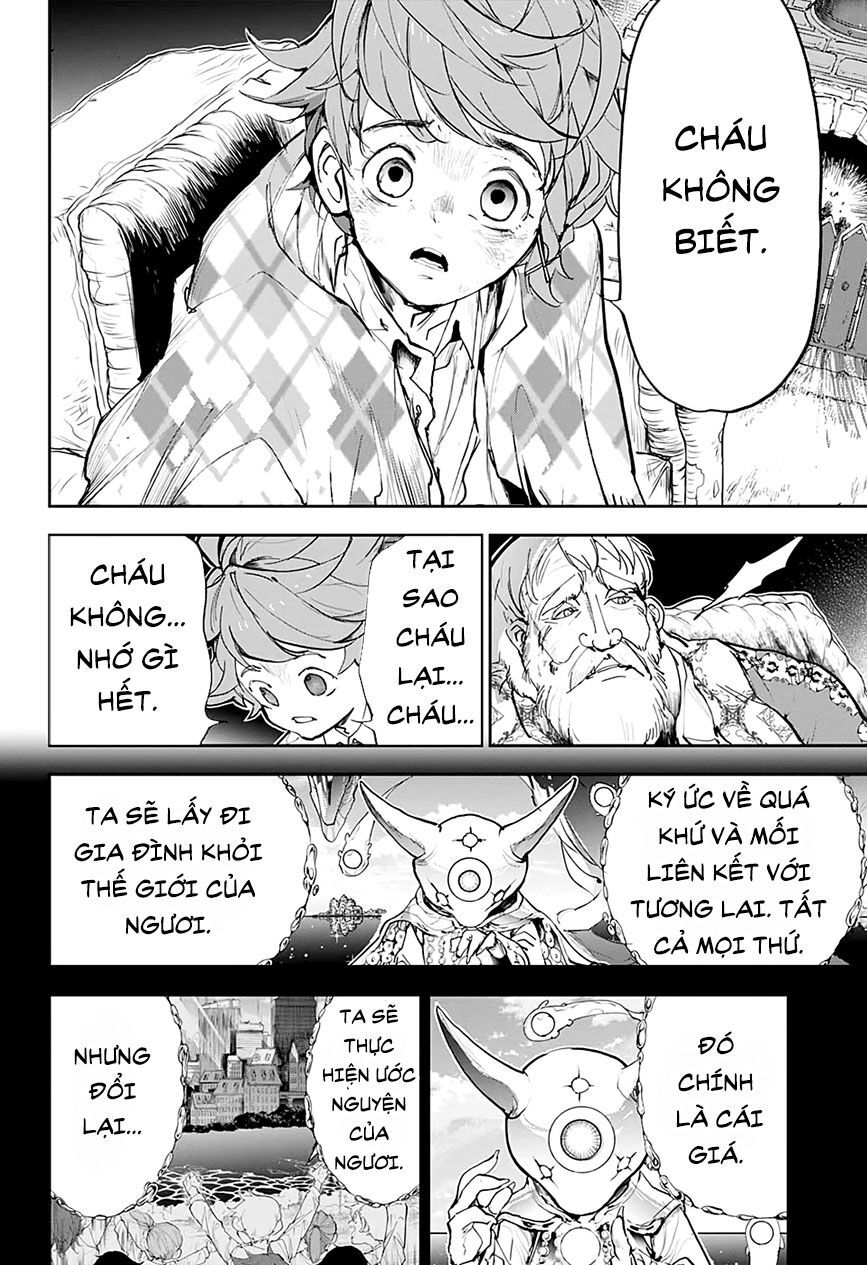 CHÁU
KHÔNG
BIẾT.
TẠI
SAO
CHÁU
LẠI...
CHÁU...
CHÁU
KHÔNG...
NHỚ GÌ
HẾT.
KÝ ỨC VỀ QUÁ
KHỨ VÀ MỐI
LIÊN KẾT VỚI
TƯƠNG LAI. TẤT
CẢ MỌI THỨ.
TA SẼ LẤY ĐI
GIA ĐÌNH KHỎI
THẾ GIỚI CỦA
NGƯƠI.
ĐÓ
CHÍNH
LÀ CÁI
GIÁ.
TA SẼ
THỰC
HIỆN ƯỚC
NGUYỆN
CỦA
NGƯƠI.
NHƯNG
ĐỔI
LẠI...